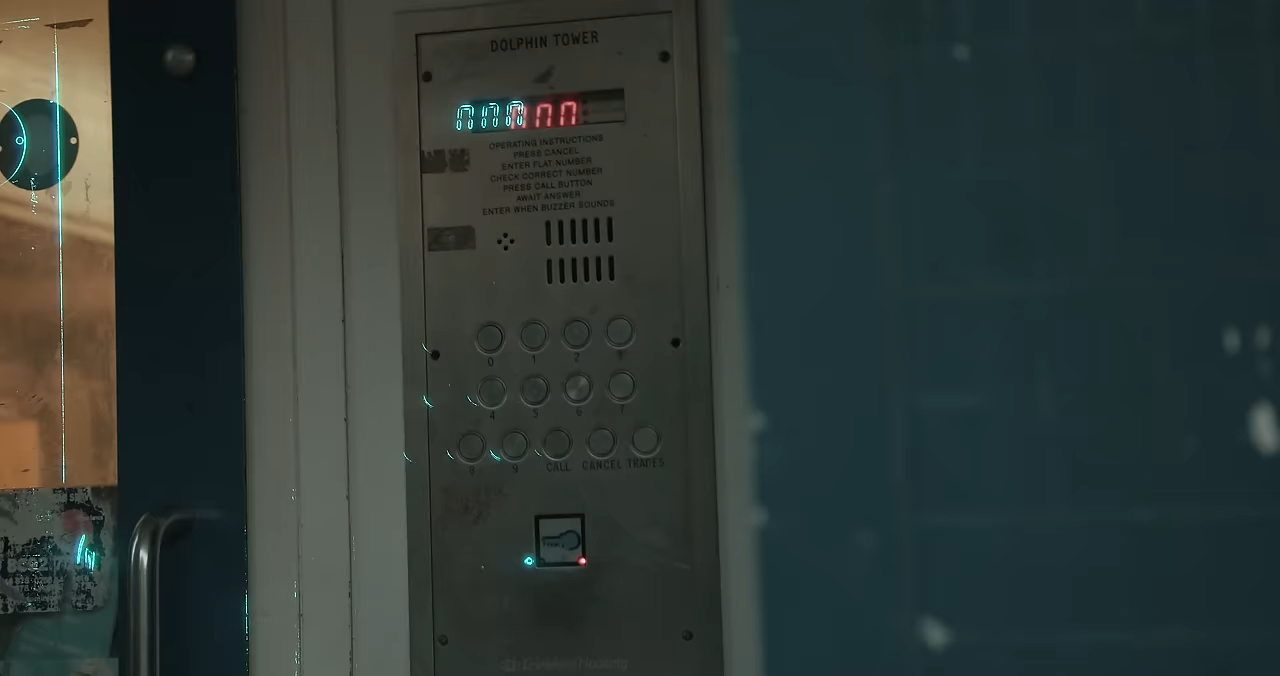 DOLPHIN TOWER
OPERATING INSTRUCTIONS
PRESS CANCEL
ENTER FLAT NUMBER
CHECK CORRECT NUMBER
PRESS CALL BUTTON
AWAIT ANSWER
ENTER WHEN BUZZER SOUNDS
0 1 2
4 5 6 7
9 CALL CANCEL TRADES